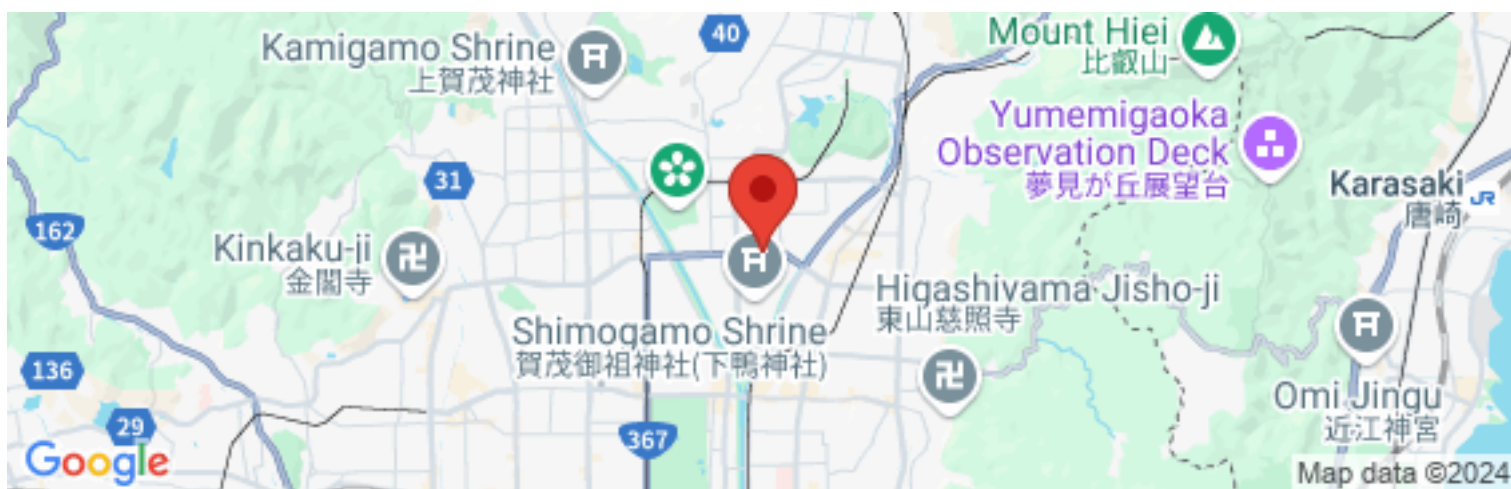 Kamigamo Shrine
上賀茂神社
40
Mount Hiei
比叡山
Yumemigaoka
Observation Deck
夢見が丘展望台
31
Karasaki
唐崎
JR
162
Kinkaku-ji
金閣寺
Higashiyama Jisho-ji
東山慈照寺
Shimogamo Shrine
賀茂御祖神社(下鴨神社)
136
Omi Jingu
近江神宮
29
367
Google
Map data ©2024